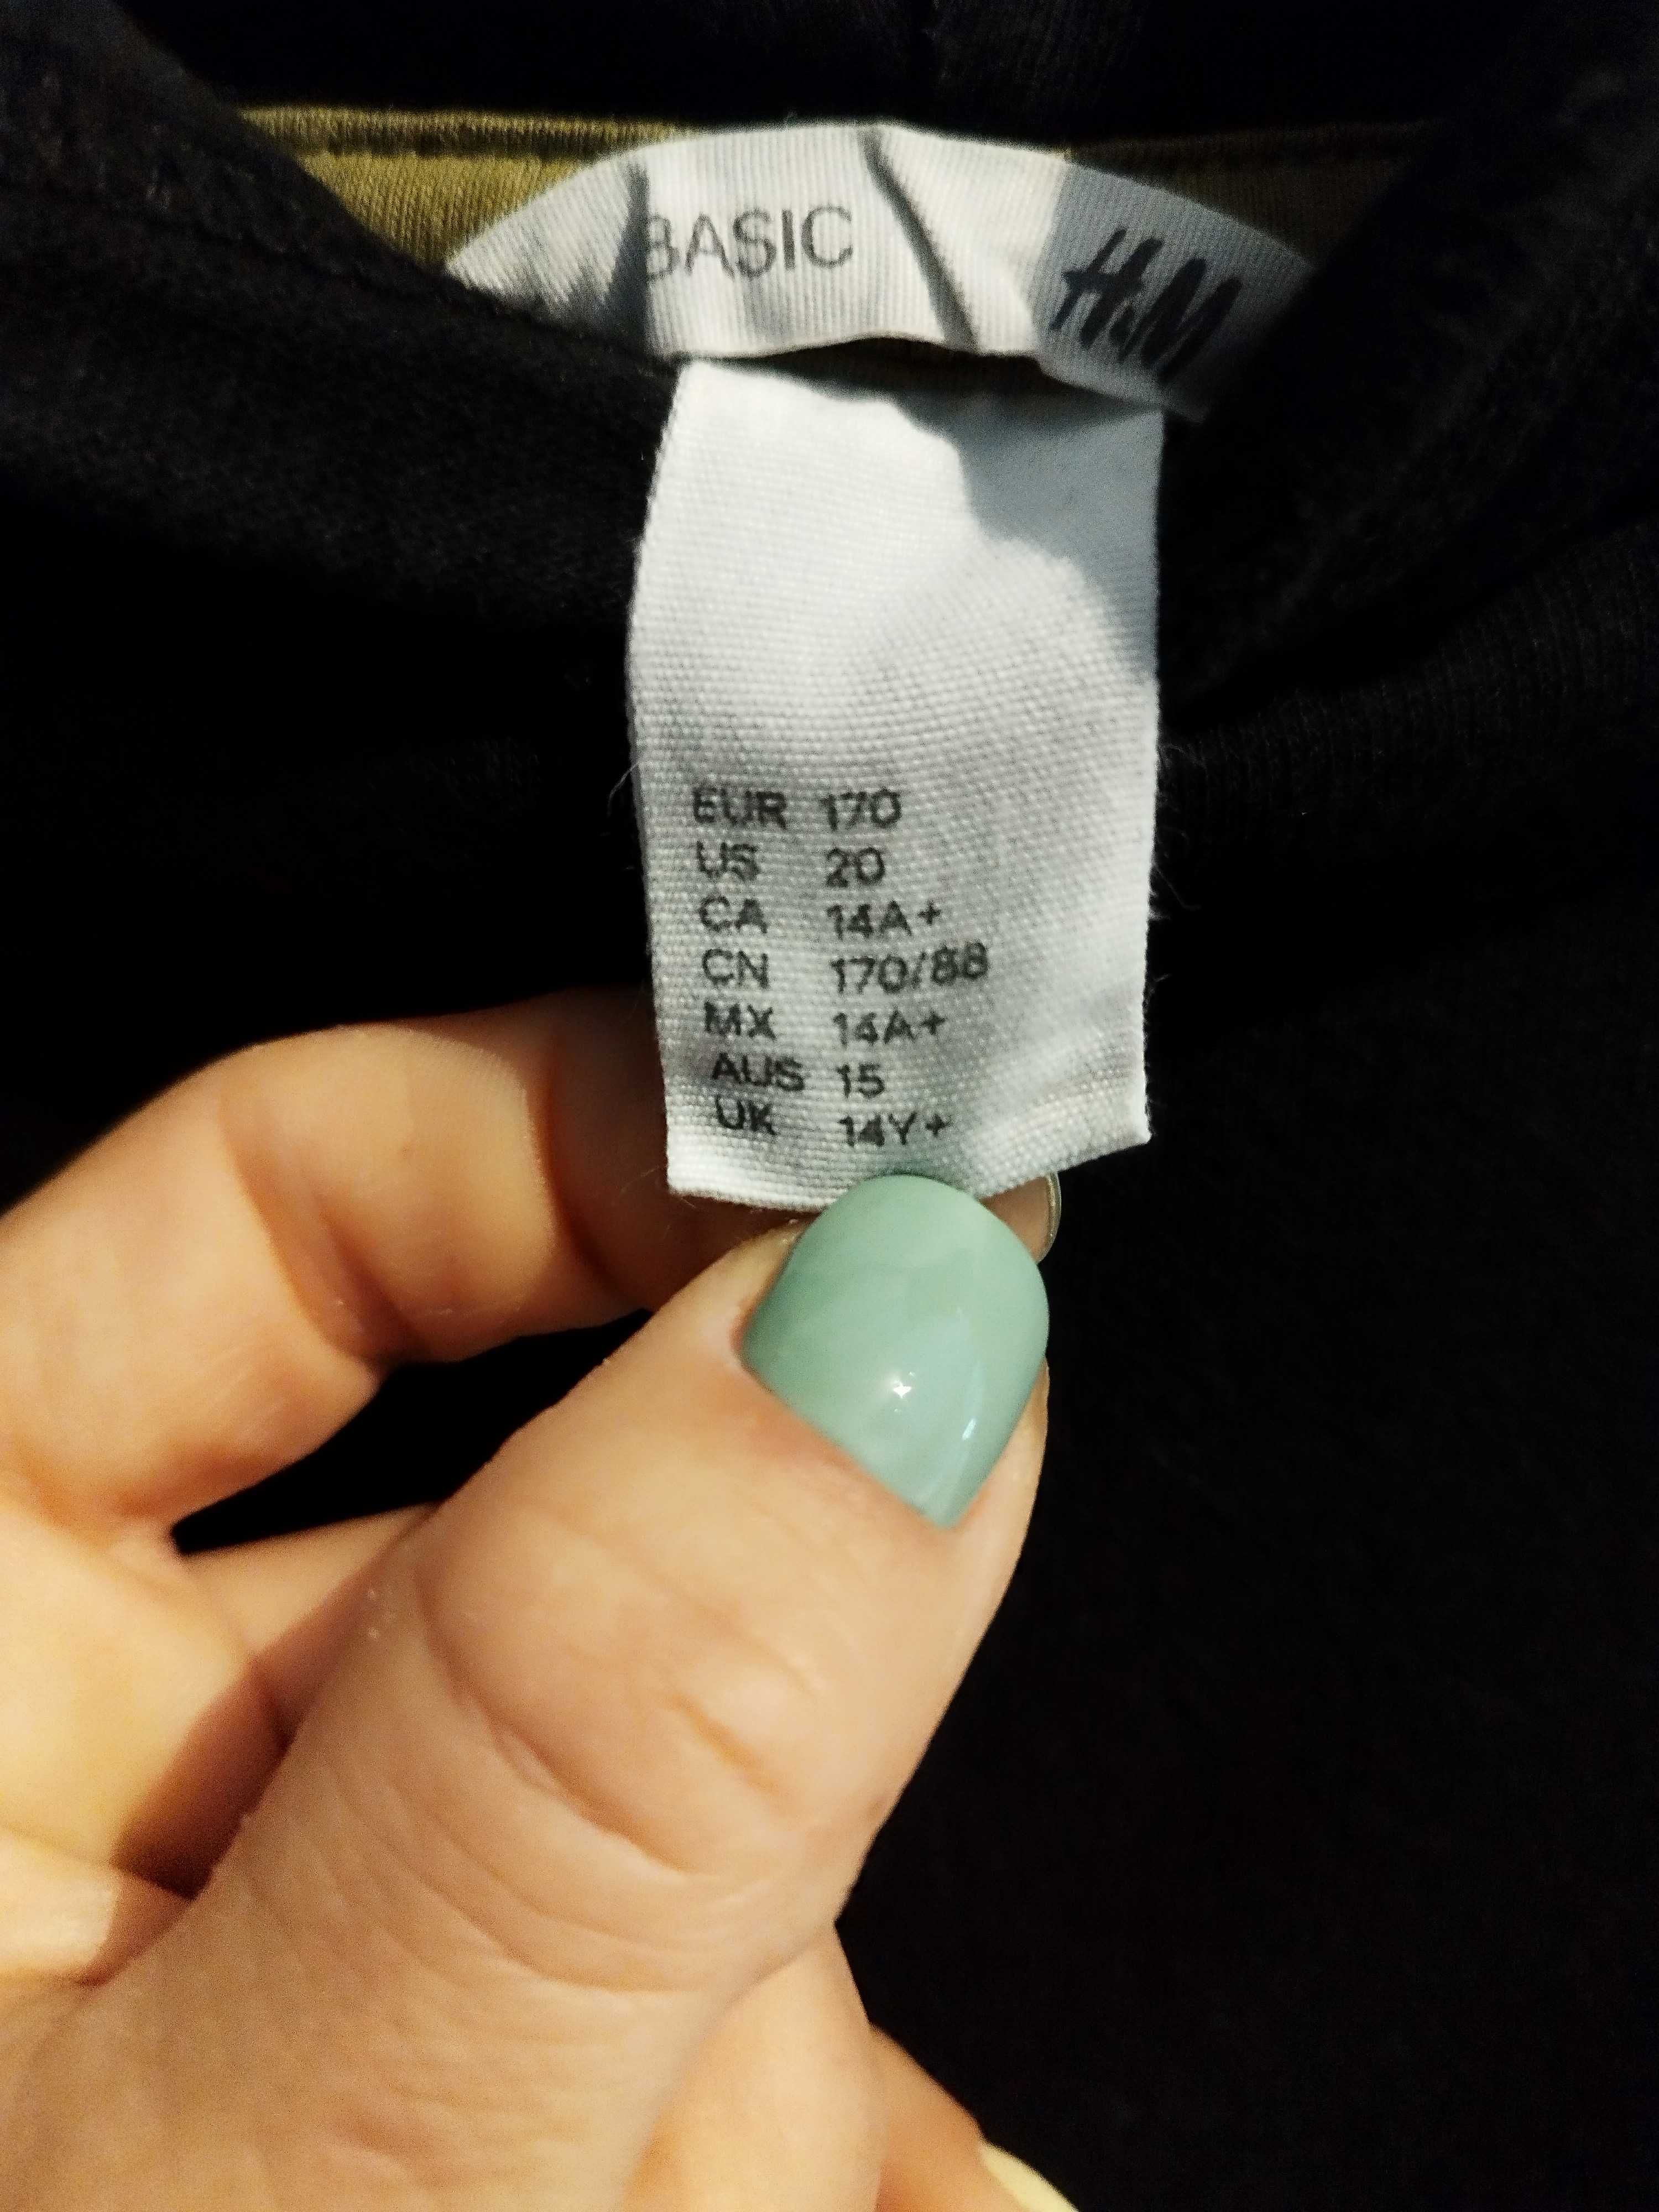 BASIC
H&M
EUR 170
US 20
CA 14A+
CN 170/88
MX 14A+
AUS 15
UK 14Y+